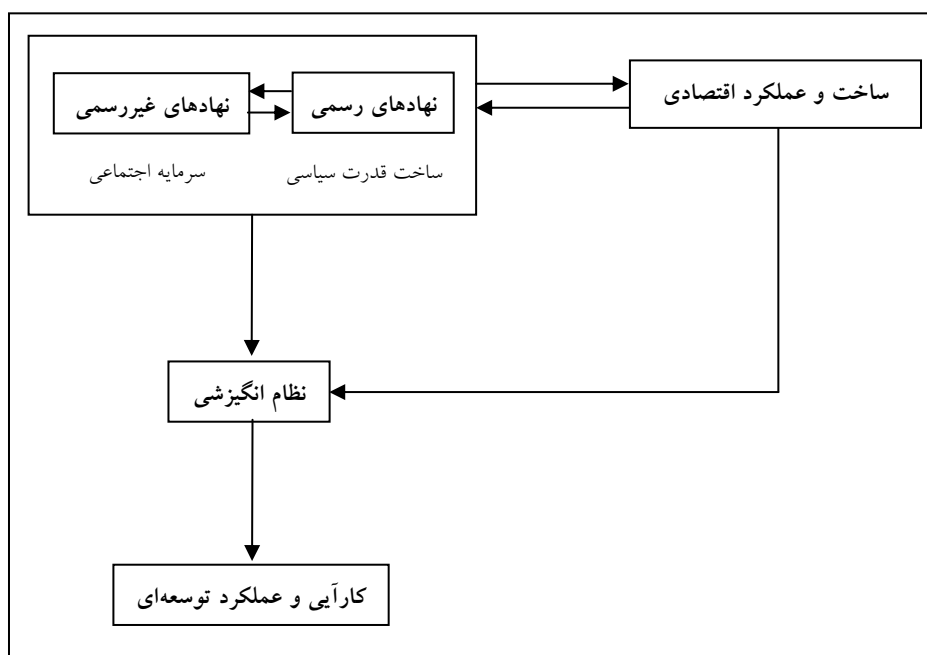 ساخت و عملکرد اقتصادی
نهادهای رسمی
نهادهای غیررسمی
ساخت قدرت سیاسی
سرمایه اجتماعی
نظام انگیزشی
کارآیی و عملکرد توسعه‌ای